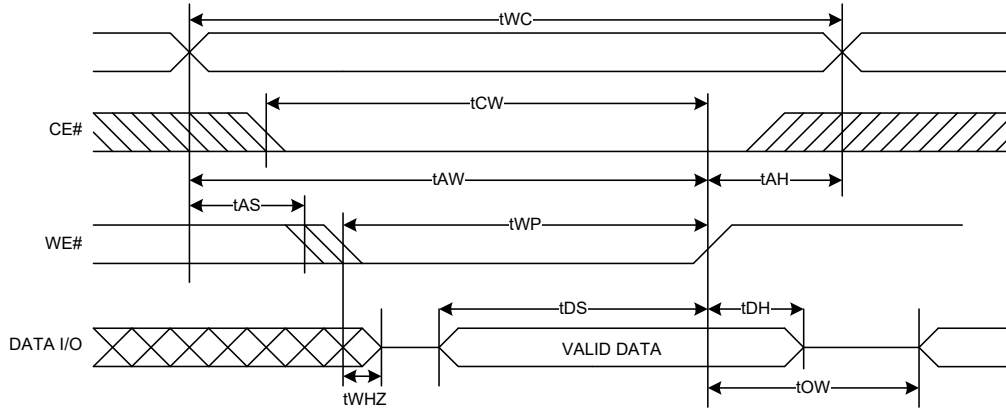 tWC
tCW
CE#
tAW
tAH
tAS
tWP
WE#
tDS
tDH
DATA I/O
VALID DATA
tOW
tWHZ